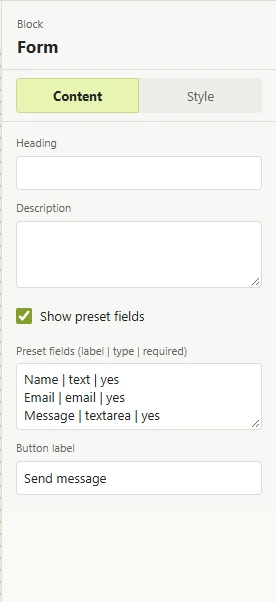 Block
Form
Content
Style
Heading
Description
Show preset fields
Preset fields (label | type | required)
Name | text | yes
Email | email | yes
Message | textarea | yes
Button label
Send message